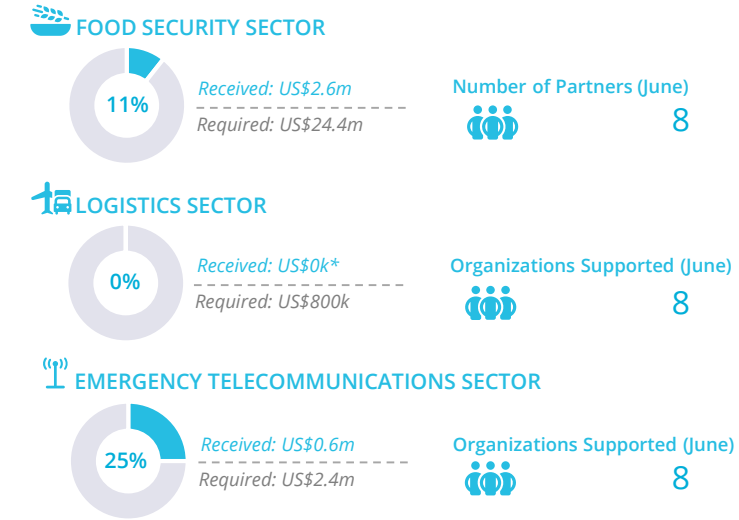 FOOD SECURITY SECTOR
11%
Received: US$2.6m
Required: US$24.4m
Number of Partners (June)
8
LOGISTICS SECTOR
0%
Received: US$0k*
Required: US$800k
Organizations Supported (June)
8
EMERGENCY TELECOMMUNICATIONS SECTOR
25%
Received: US$0.6m
Required: US$2.4m
Organizations Supported (June)
8